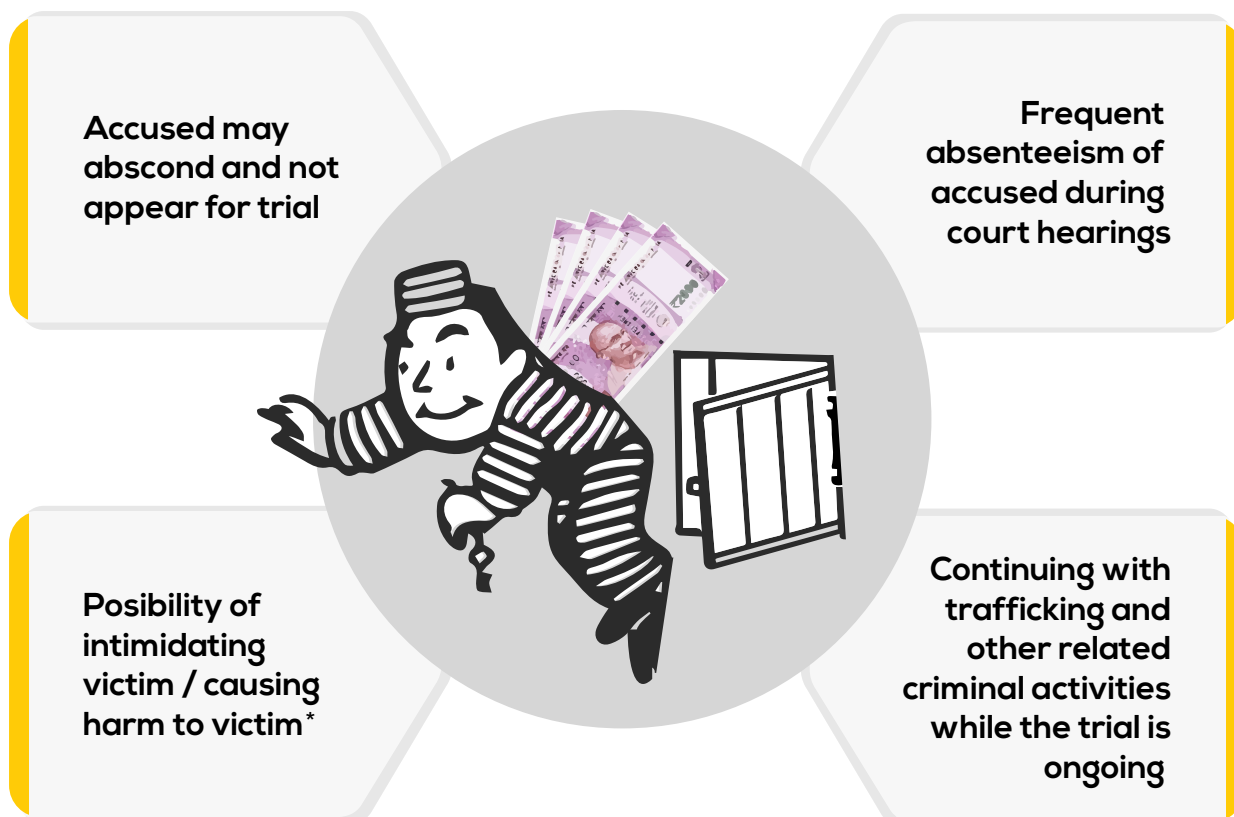 Accused may
abscond and not
appear for trial
Frequent
absenteeism of
accused during
court hearings
₹2000
Posibility of
intimidating
victim / causing
harm to victim*
Continuing with
trafficking and
other related
criminal activities
while the trial is
ongoing